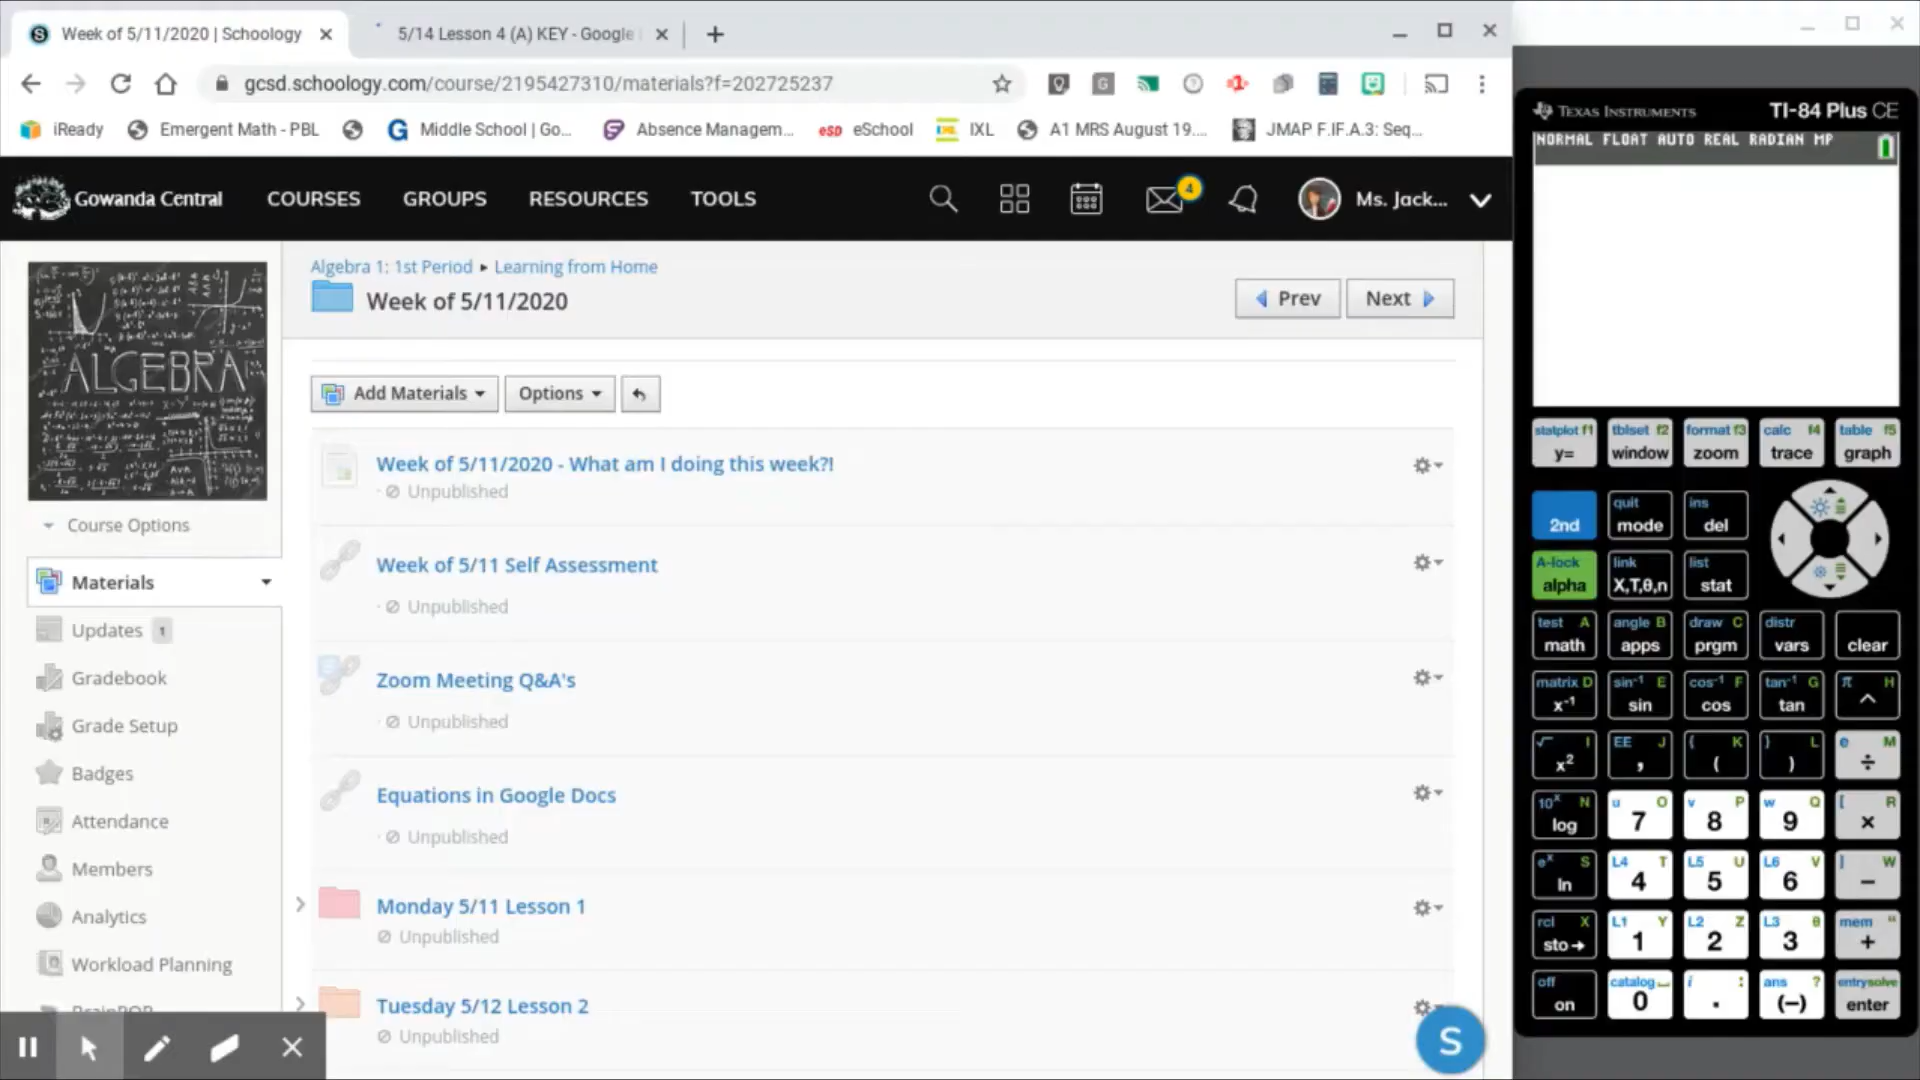 Week of 5/11/2020 | Schoology
5/14 Lesson 4 (A) KEY - Google
gcsd.schoology.com/course/2195427310/materials?f=202725237
iReady
Emergent Math - PBL
Middle School | Go...
Absence Managem...
esD eSchool
IXL
A1 MRS August 19....
JMAP F.IF.A.3: Seq...
Gowanda Central
COURSES
GROUPS
RESOURCES
TOOLS
4
Ms. Jack...
Algebra 1: 1st Period ▸ Learning from Home
Week of 5/11/2020
Prev
Next
ALGEBRA
Course Options
Materials
Updates 1
Gradebook
Grade Setup
Badges
Attendance
Members
Analytics
Workload Planning
BrainPOP
Add Materials
Options
Week of 5/11/2020 - What am I doing this week?!
Unpublished
Week of 5/11 Self Assessment
Unpublished
Zoom Meeting Q&A's
Unpublished
Equations in Google Docs
Unpublished
Monday 5/11 Lesson 1
Unpublished
Tuesday 5/12 Lesson 2
Unpublished
S
TEXAS INSTRUMENTS
TI-84 Plus CE
NORMAL FLOAT AUTO REAL RADIAN MP
statplot f1 tblset f2 format f3 calc f4 table f5
y= window zoom trace graph
quit ins
2nd mode del
A-lock link list
alpha X,T,θ,n stat
test A angle B draw C distr
math apps prgm vars clear
matrix D sin⁻¹ E cos⁻¹ F tan⁻¹ G π H
x⁻¹ sin cos tan ^
√ I EE J { K } L e M
x² , ( ) ÷
10ˣ N u O v P w Q [ R
log 7 8 9 ×
eˣ S L4 T L5 U L6 V ] W
ln 4 5 6 −
rcl X L1 Y L2 Z L3 θ mem "
sto→ 1 2 3 +
off catalog i : ans ? entry solve
on 0 . (−) enter